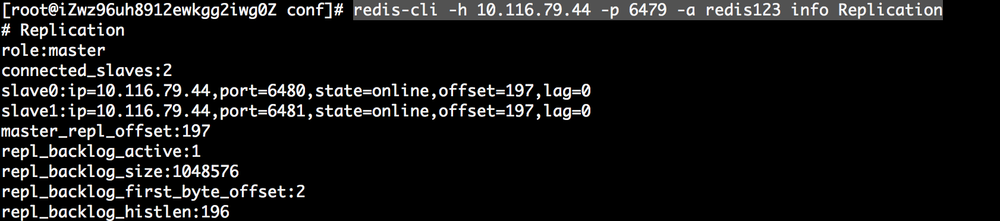 [root@iZwz96uh8912ewkgg2iwg0Z conf]# redis-cli -h 10.116.79.44 -p 6479 -a redis123 info Replication
# Replication
role:master
connected_slaves:2
slave0:ip=10.116.79.44,port=6480,state=online,offset=197,lag=0
slave1:ip=10.116.79.44,port=6481,state=online,offset=197,lag=0
master_repl_offset:197
repl_backlog_active:1
repl_backlog_size:1048576
repl_backlog_first_byte_offset:2
repl_backlog_histlen:196